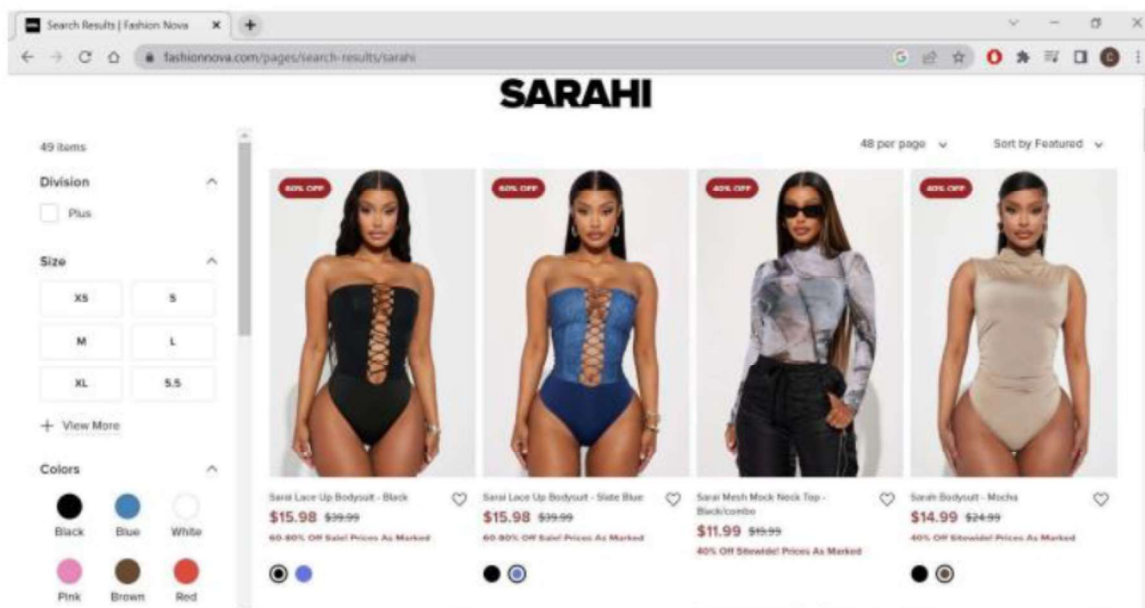 Search Results | Fashion Nova
fashionnova.com/pages/search-results/sarahi
SARAHI
49 items
48 per page
Sort by Featured
Division
Plus
Size
XS
S
M
L
XL
5.5
+ View More
Colors
Black
Blue
White
Pink
Brown
Red
60% OFF
60% OFF
40% OFF
40% OFF
Sarai Lace Up Bodysuit - Black
$15.98 $39.99
60-80% Off Sale! Prices As Marked
Sarai Lace Up Bodysuit - Slate Blue
$15.98 $39.99
60-80% Off Sale! Prices As Marked
Sarai Mesh Mock Neck Top -
Black/combo
$11.99 $19.99
40% Off Sitewide! Prices As Marked
Sarah Bodysuit - Mocha
$14.99 $24.99
40% Off Sitewide! Prices As Marked